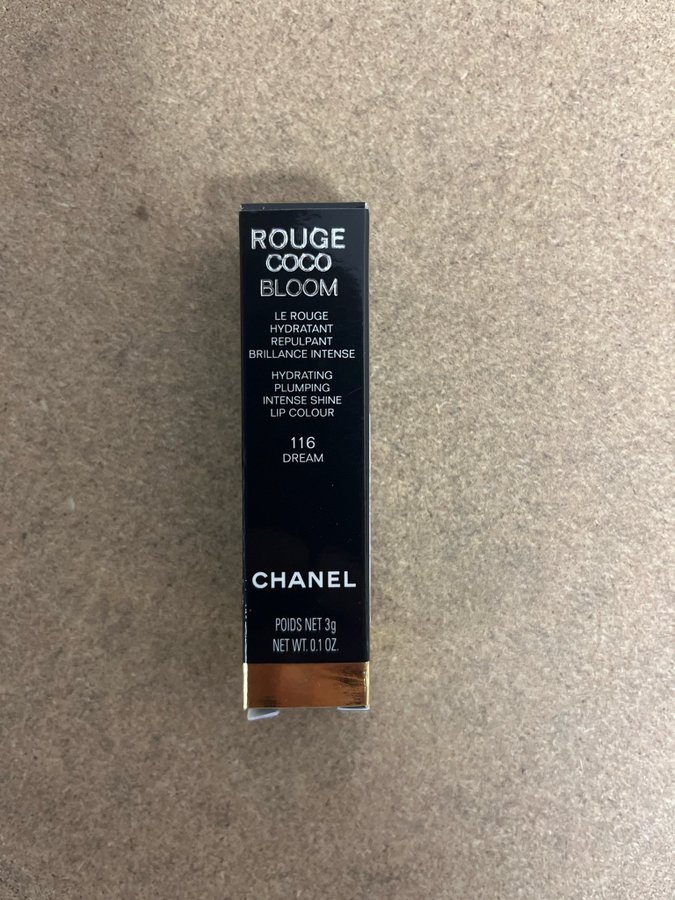 ROUGE
COCO
BLOOM
LE ROUGE
HYDRATANT
REPULPANT
BRILLANCE INTENSE
HYDRATING
PLUMPING
INTENSE SHINE
LIP COLOUR
116
DREAM
CHANEL
POIDS NET 3g
NET WT. 0.1 OZ.